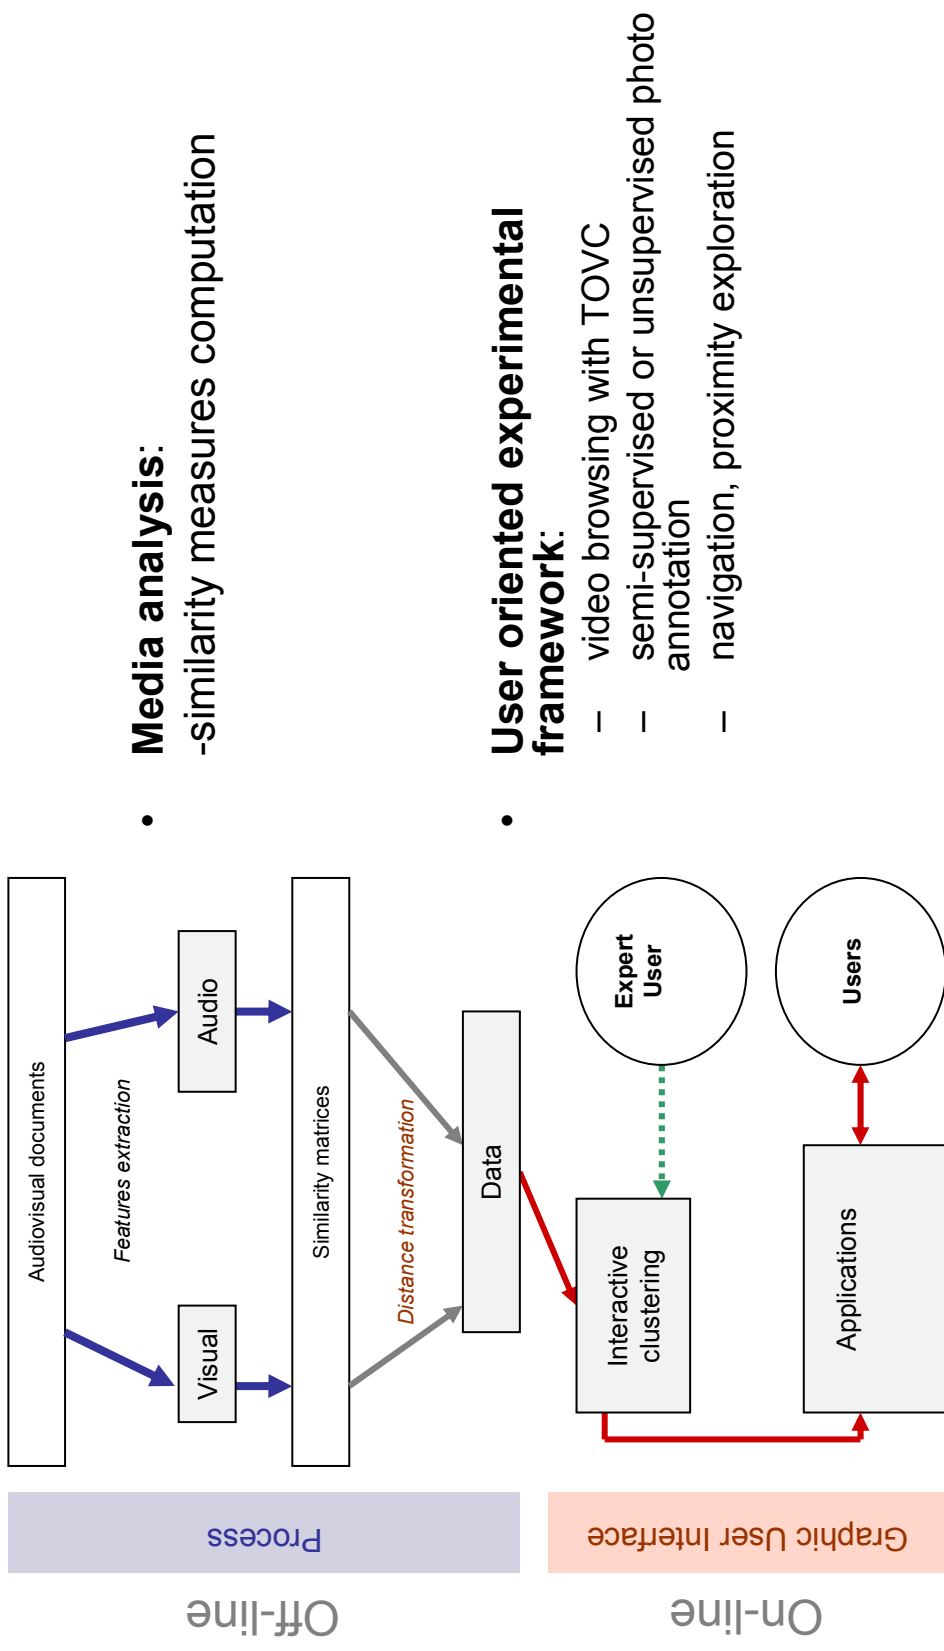 Off-line
Process
Audiovisual documents
Features extraction
Visual
Audio
Similarity matrices
Distance transformation
Data
On-line
Graphic User Interface
Interactive
clustering
Expert
User
Applications
Users
• Media analysis:
-similarity measures computation
• User oriented experimental
framework:
– video browsing with TOVC
– semi-supervised or unsupervised photo
annotation
– navigation, proximity exploration